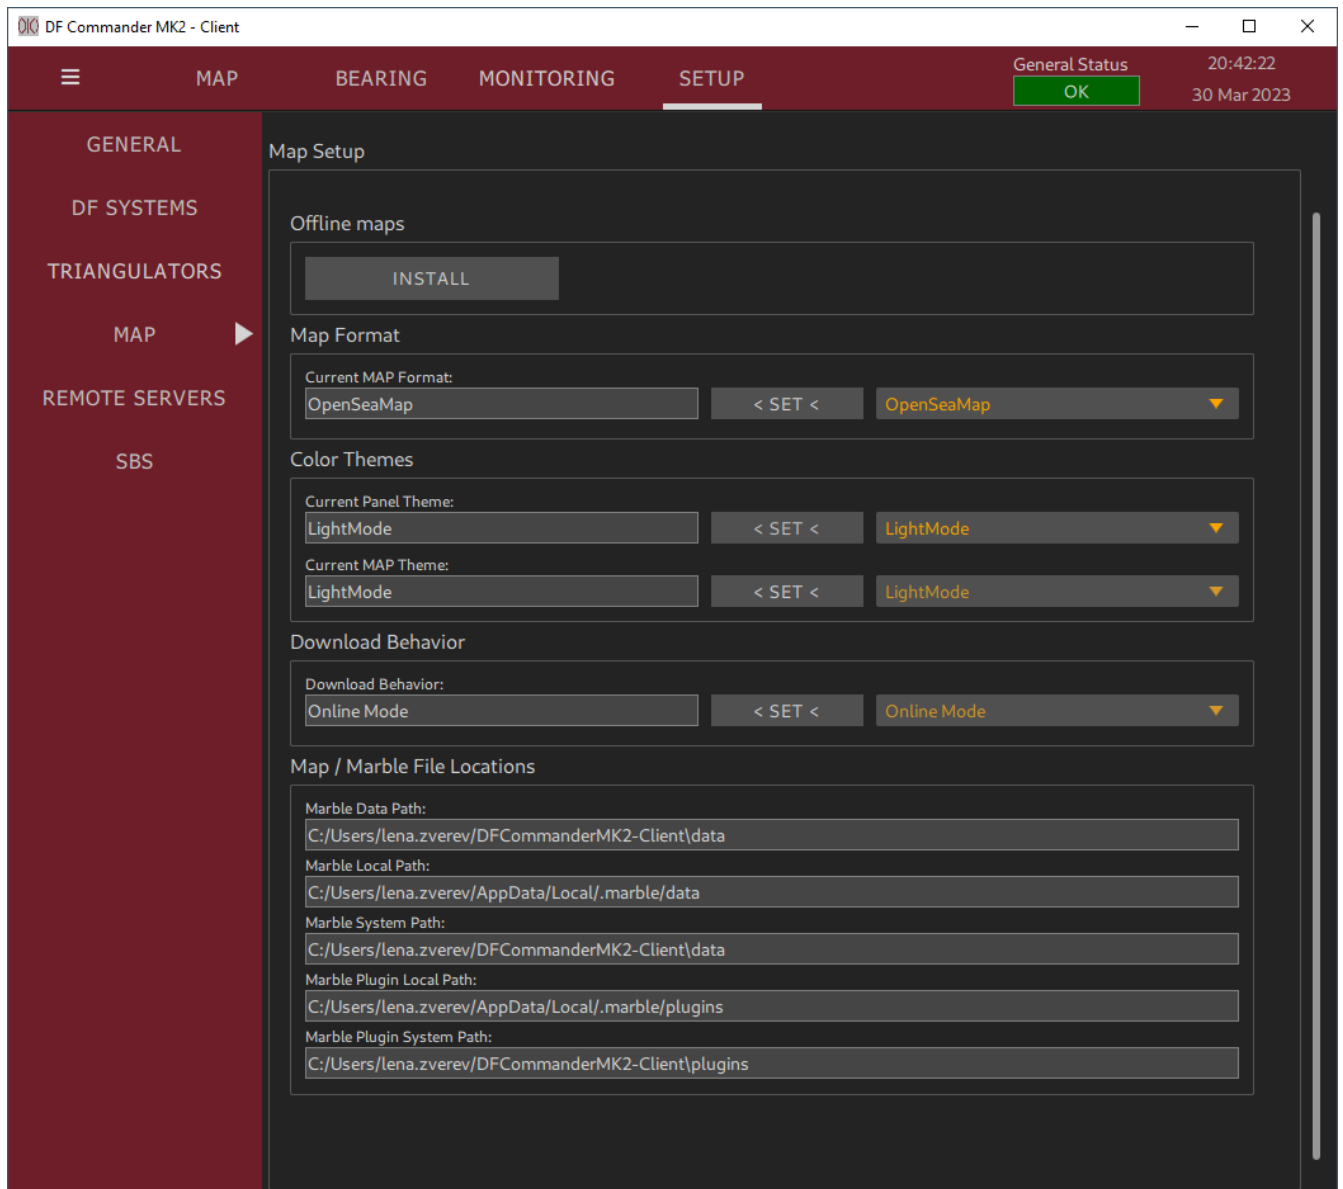 DF Commander MK2 - Client
MAP BEARING MONITORING SETUP
General Status
OK
20:42:22
30 Mar 2023
GENERAL
DF SYSTEMS
TRIANGULATORS
MAP
REMOTE SERVERS
SBS
Map Setup
Offline maps
INSTALL
Map Format
Current MAP Format:
OpenSeaMap < SET < OpenSeaMap
Color Themes
Current Panel Theme:
LightMode < SET < LightMode
Current MAP Theme:
LightMode < SET < LightMode
Download Behavior
Download Behavior:
Online Mode < SET < Online Mode
Map / Marble File Locations
Marble Data Path:
C:/Users/lena.zverev/DFCommanderMK2-Client\data
Marble Local Path:
C:/Users/lena.zverev/AppData/Local/.marble/data
Marble System Path:
C:/Users/lena.zverev/DFCommanderMK2-Client\data
Marble Plugin Local Path:
C:/Users/lena.zverev/AppData/Local/.marble/plugins
Marble Plugin System Path:
C:/Users/lena.zverev/DFCommanderMK2-Client\plugins